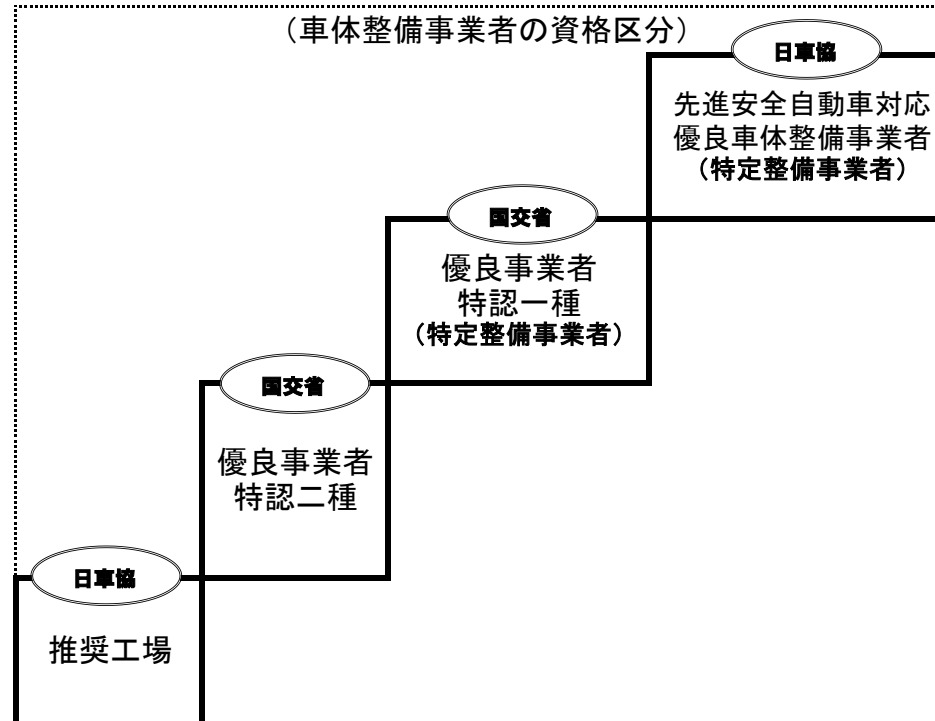 (車体整備事業者の資格区分)
日車協
先進安全自動車対応
優良車体整備事業者
(特定整備事業者)
国交省
優良事業者
特認一種
(特定整備事業者)
国交省
優良事業者
特認二種
日車協
推奨工場